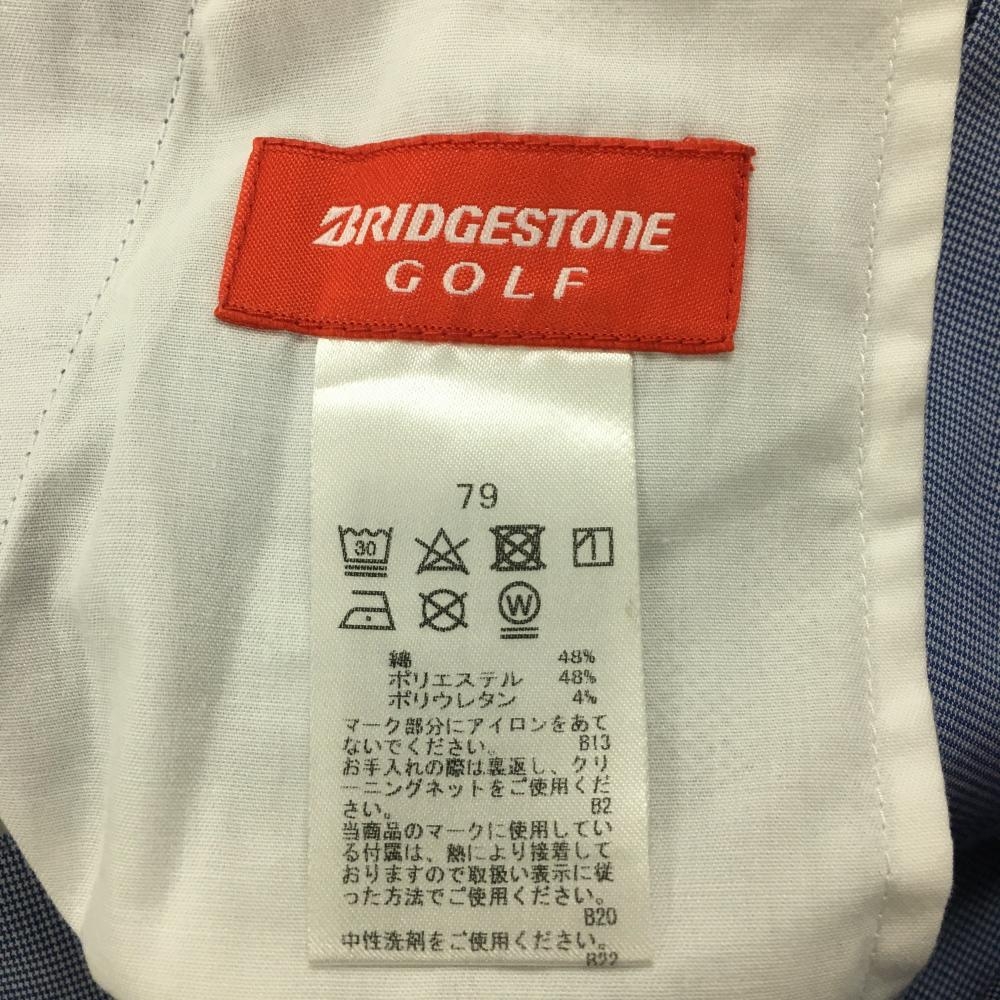 BRIDGESTONE
GOLF
79
30
W
綿 48%
ポリエステル 48%
ポリウレタン 4%
マーク部分にアイロンをあて
ないでください。 B13
お手入れの際は裏返し、クリ
ーニングネットをご使用くだ
さい。 B2
当商品のマークに使用してい
る付属は、熱により接着して
おりますので取扱い表示に従
った方法でご使用ください。
B20
中性洗剤をご使用ください。
B22